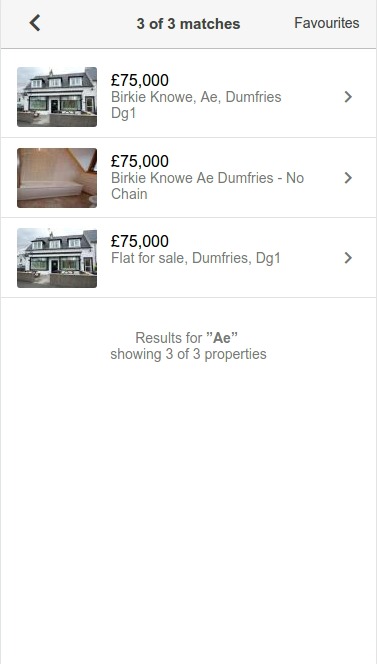 3 of 3 matches
Favourites
£75,000
Birkie Knowe, Ae, Dumfries
Dg1
£75,000
Birkie Knowe Ae Dumfries - No
Chain
£75,000
Flat for sale, Dumfries, Dg1
Results for ”Ae”
showing 3 of 3 properties